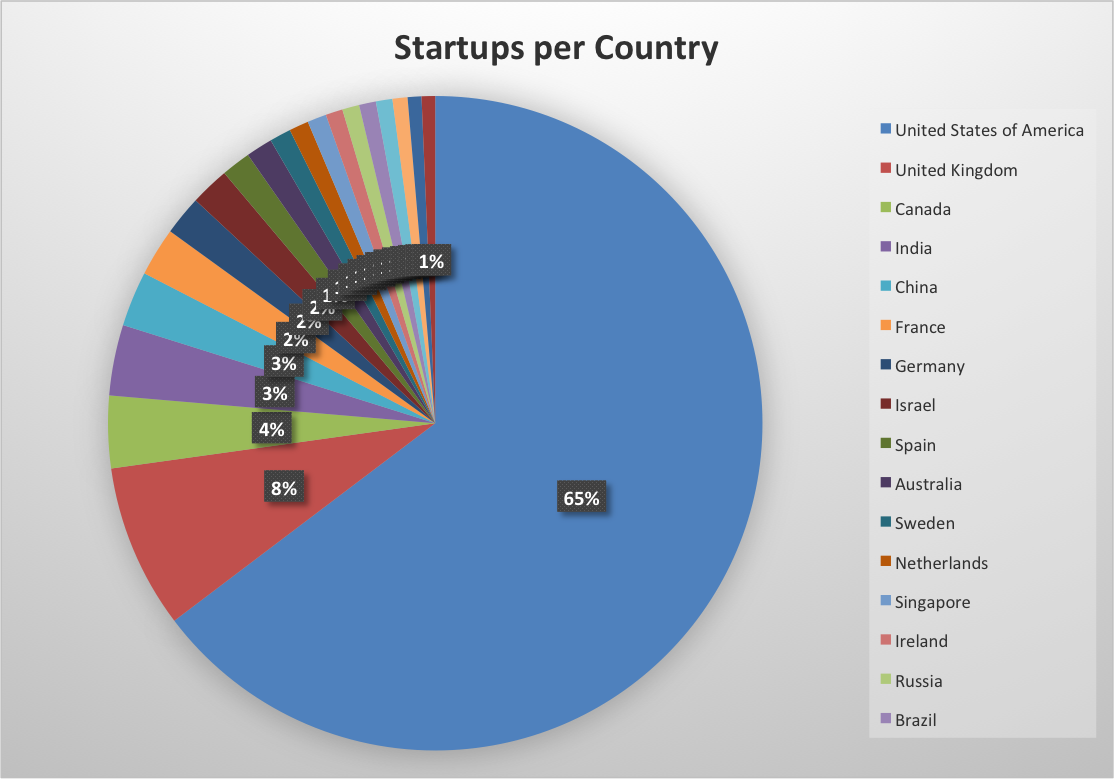 Startups per Country
65%
8%
4%
3%
3%
2%
2%
2%
1%
United States of America
United Kingdom
Canada
India
China
France
Germany
Israel
Spain
Australia
Sweden
Netherlands
Singapore
Ireland
Russia
Brazil